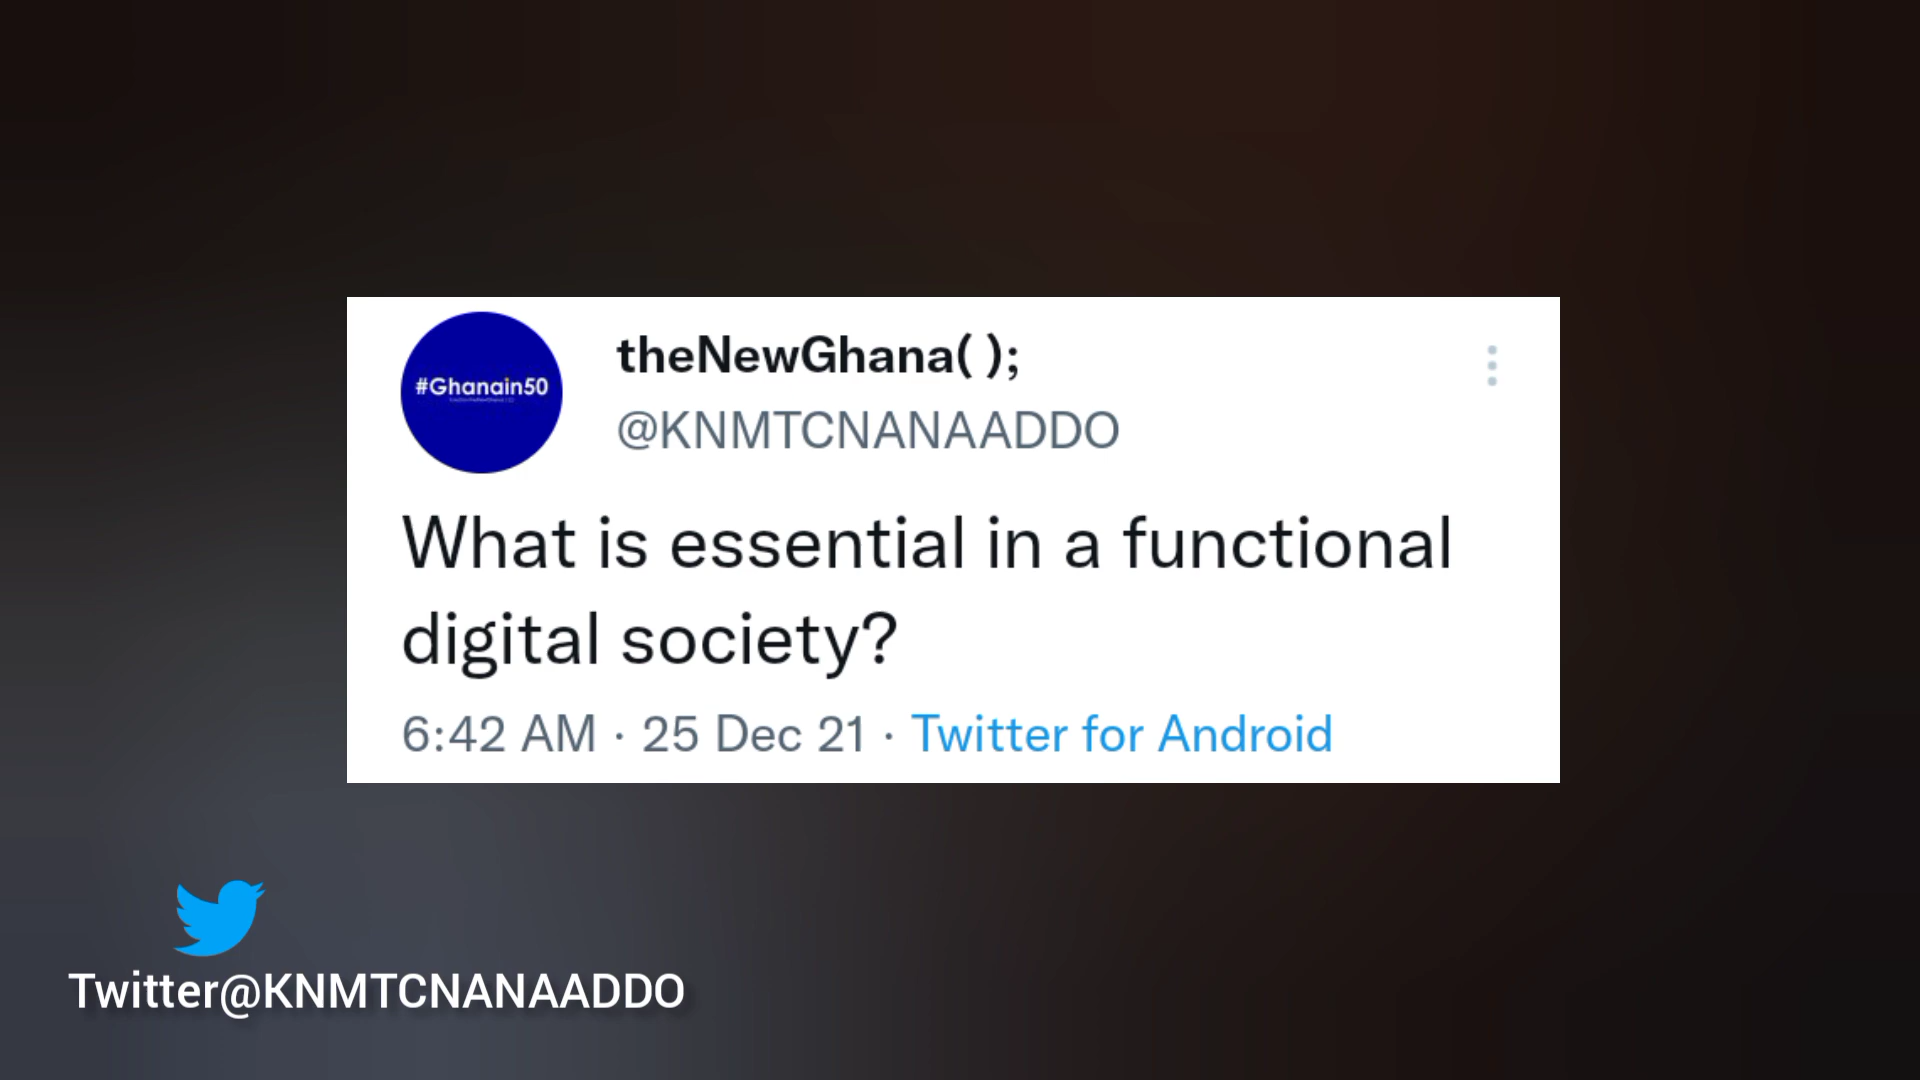 #Ghanain50
theNewGhana( );
@KNMTCNANAADDO
What is essential in a functional
digital society?
6:42 AM · 25 Dec 21 · Twitter for Android
Twitter@KNMTCNANAADDO